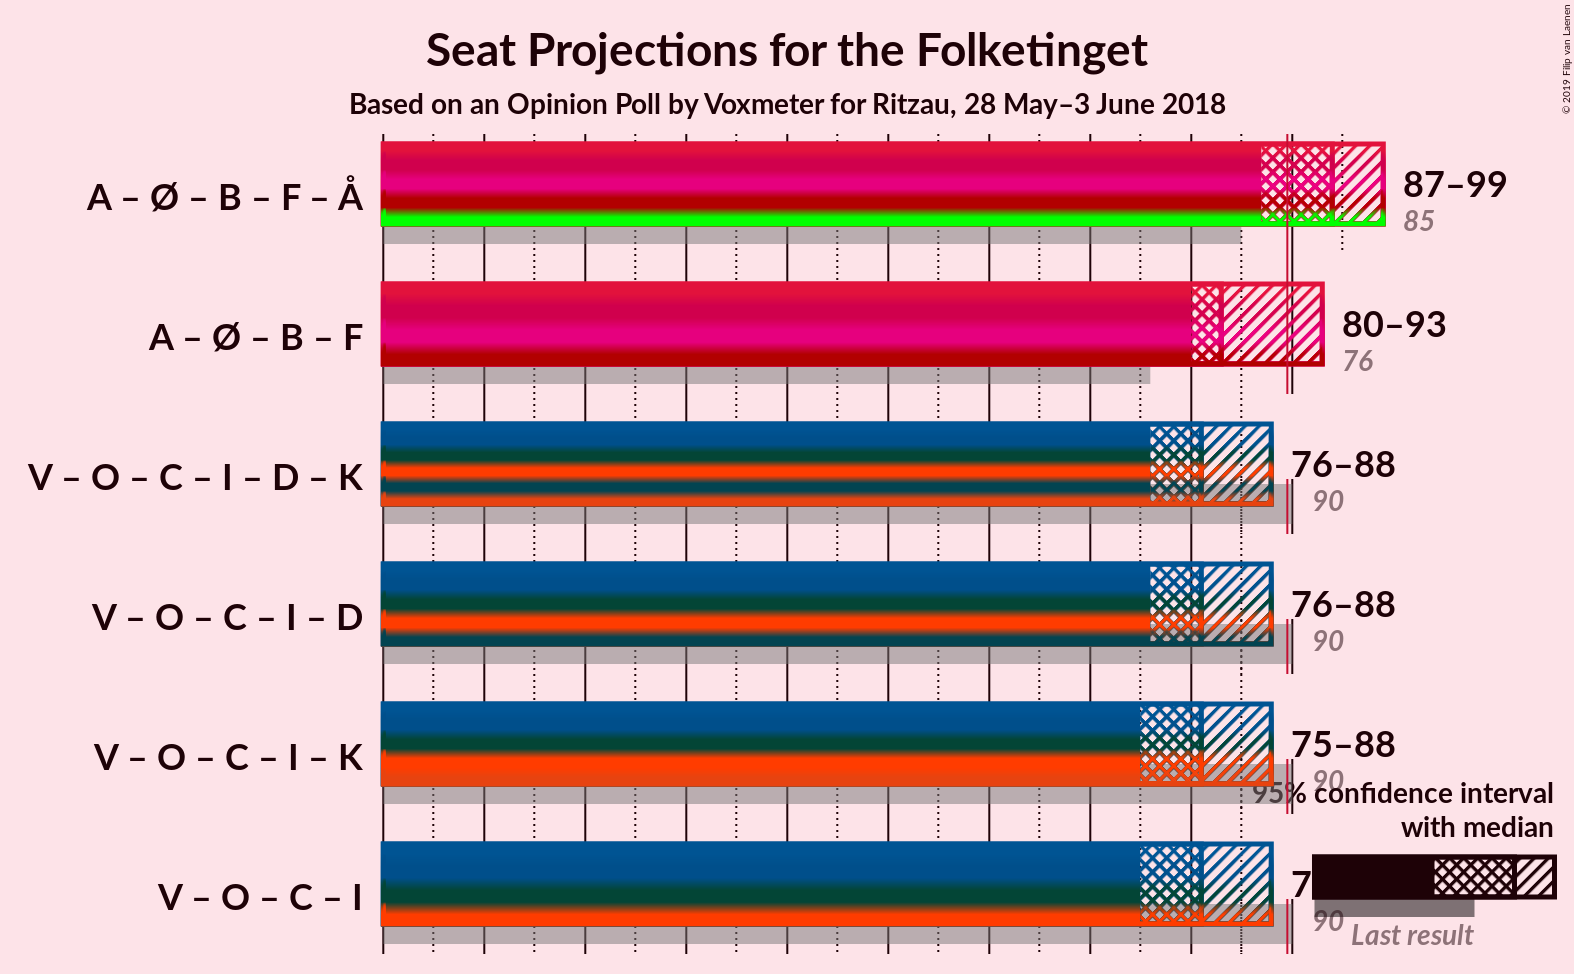 Seat Projections for the Folketinget
Based on an Opinion Poll by Voxmeter for Ritzau, 28 May–3 June 2018
© 2019 Filip van Laenen
A – Ø – B – F – Å
87–99
85
A – Ø – B – F
80–93
76
V – O – C – I – D – K
76–88
90
V – O – C – I – D
76–88
90
V – O – C – I – K
75–88
90
95% confidence interval
with median
V – O – C – I
7
90
Last result